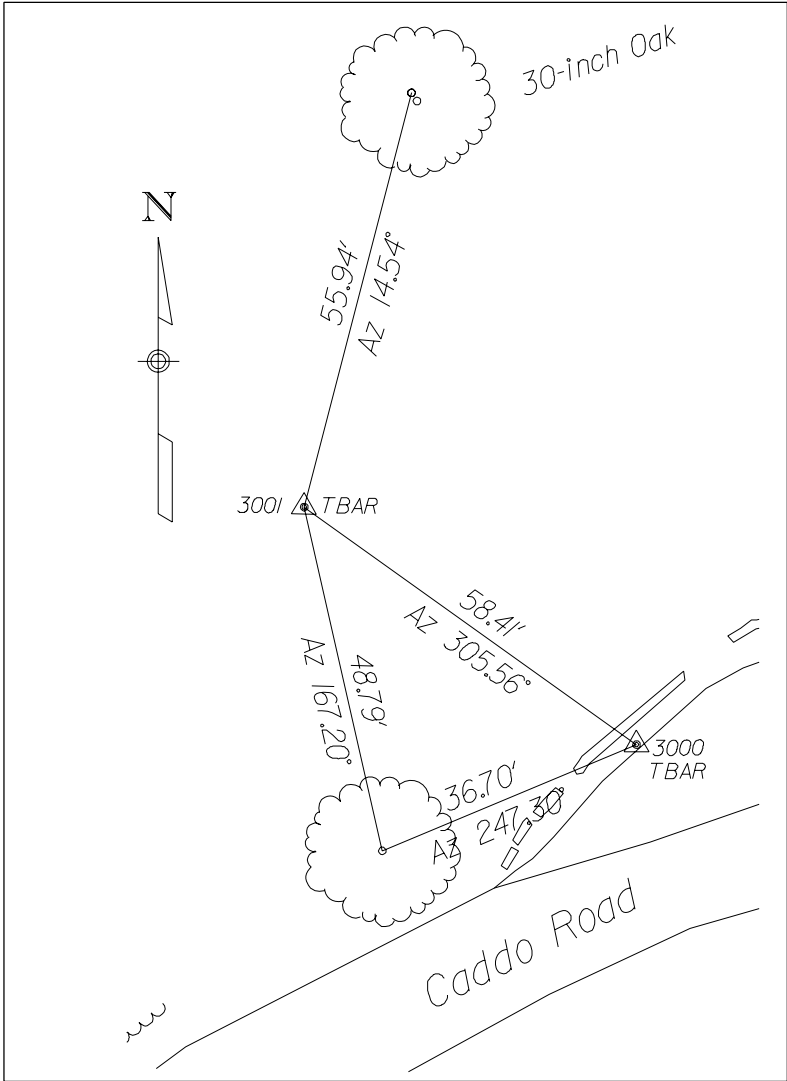 30-inch Oak
N
55.94'
Az 14.54°
3001 TBAR
58.41'
Az 305.56°
48.79'
Az 167.20°
3000
TBAR
36.70'
Az 247.30
Caddo Road